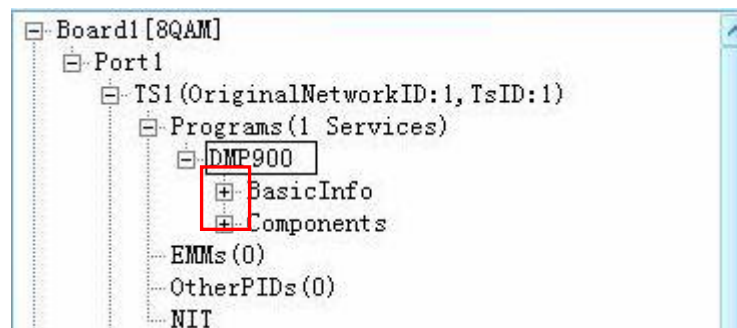 Board1[8QAM]
Port1
TS1(OriginalNetworkID:1,TsID:1)
Programs(1 Services)
DMP900
BasicInfo
Components
EMMs(0)
OtherPIDs(0)
NIT